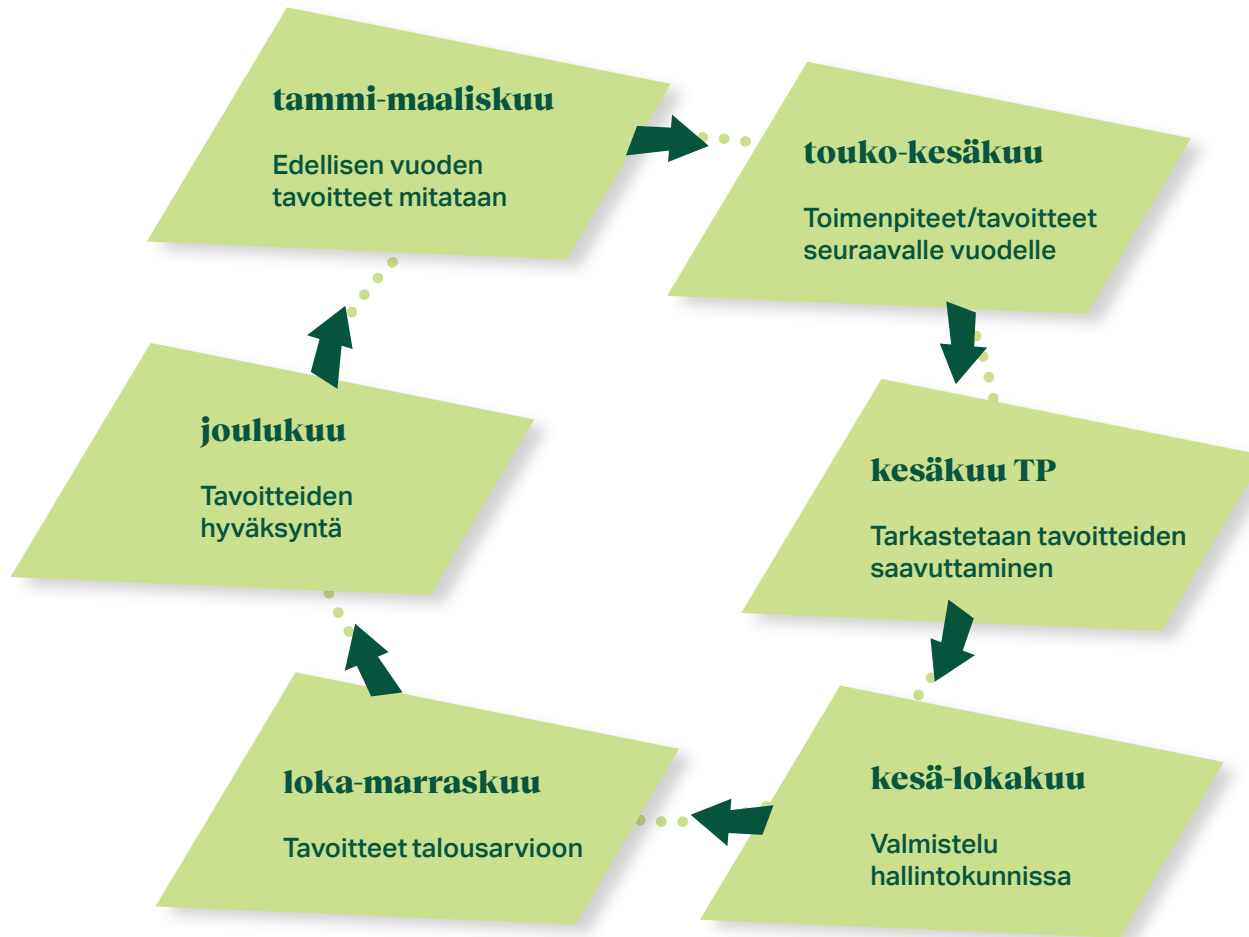 tammi-maaliskuu
Edellisen vuoden
tavoitteet mitataan
touko-kesäkuu
Toimenpiteet/tavoitteet
seuraavalle vuodelle
kesäkuu TP
Tarkastetaan tavoitteiden
saavuttaminen
kesä-lokakuu
Valmistelu
hallintokunnissa
loka-marraskuu
Tavoitteet talousarvioon
joulukuu
Tavoitteiden
hyväksyntä